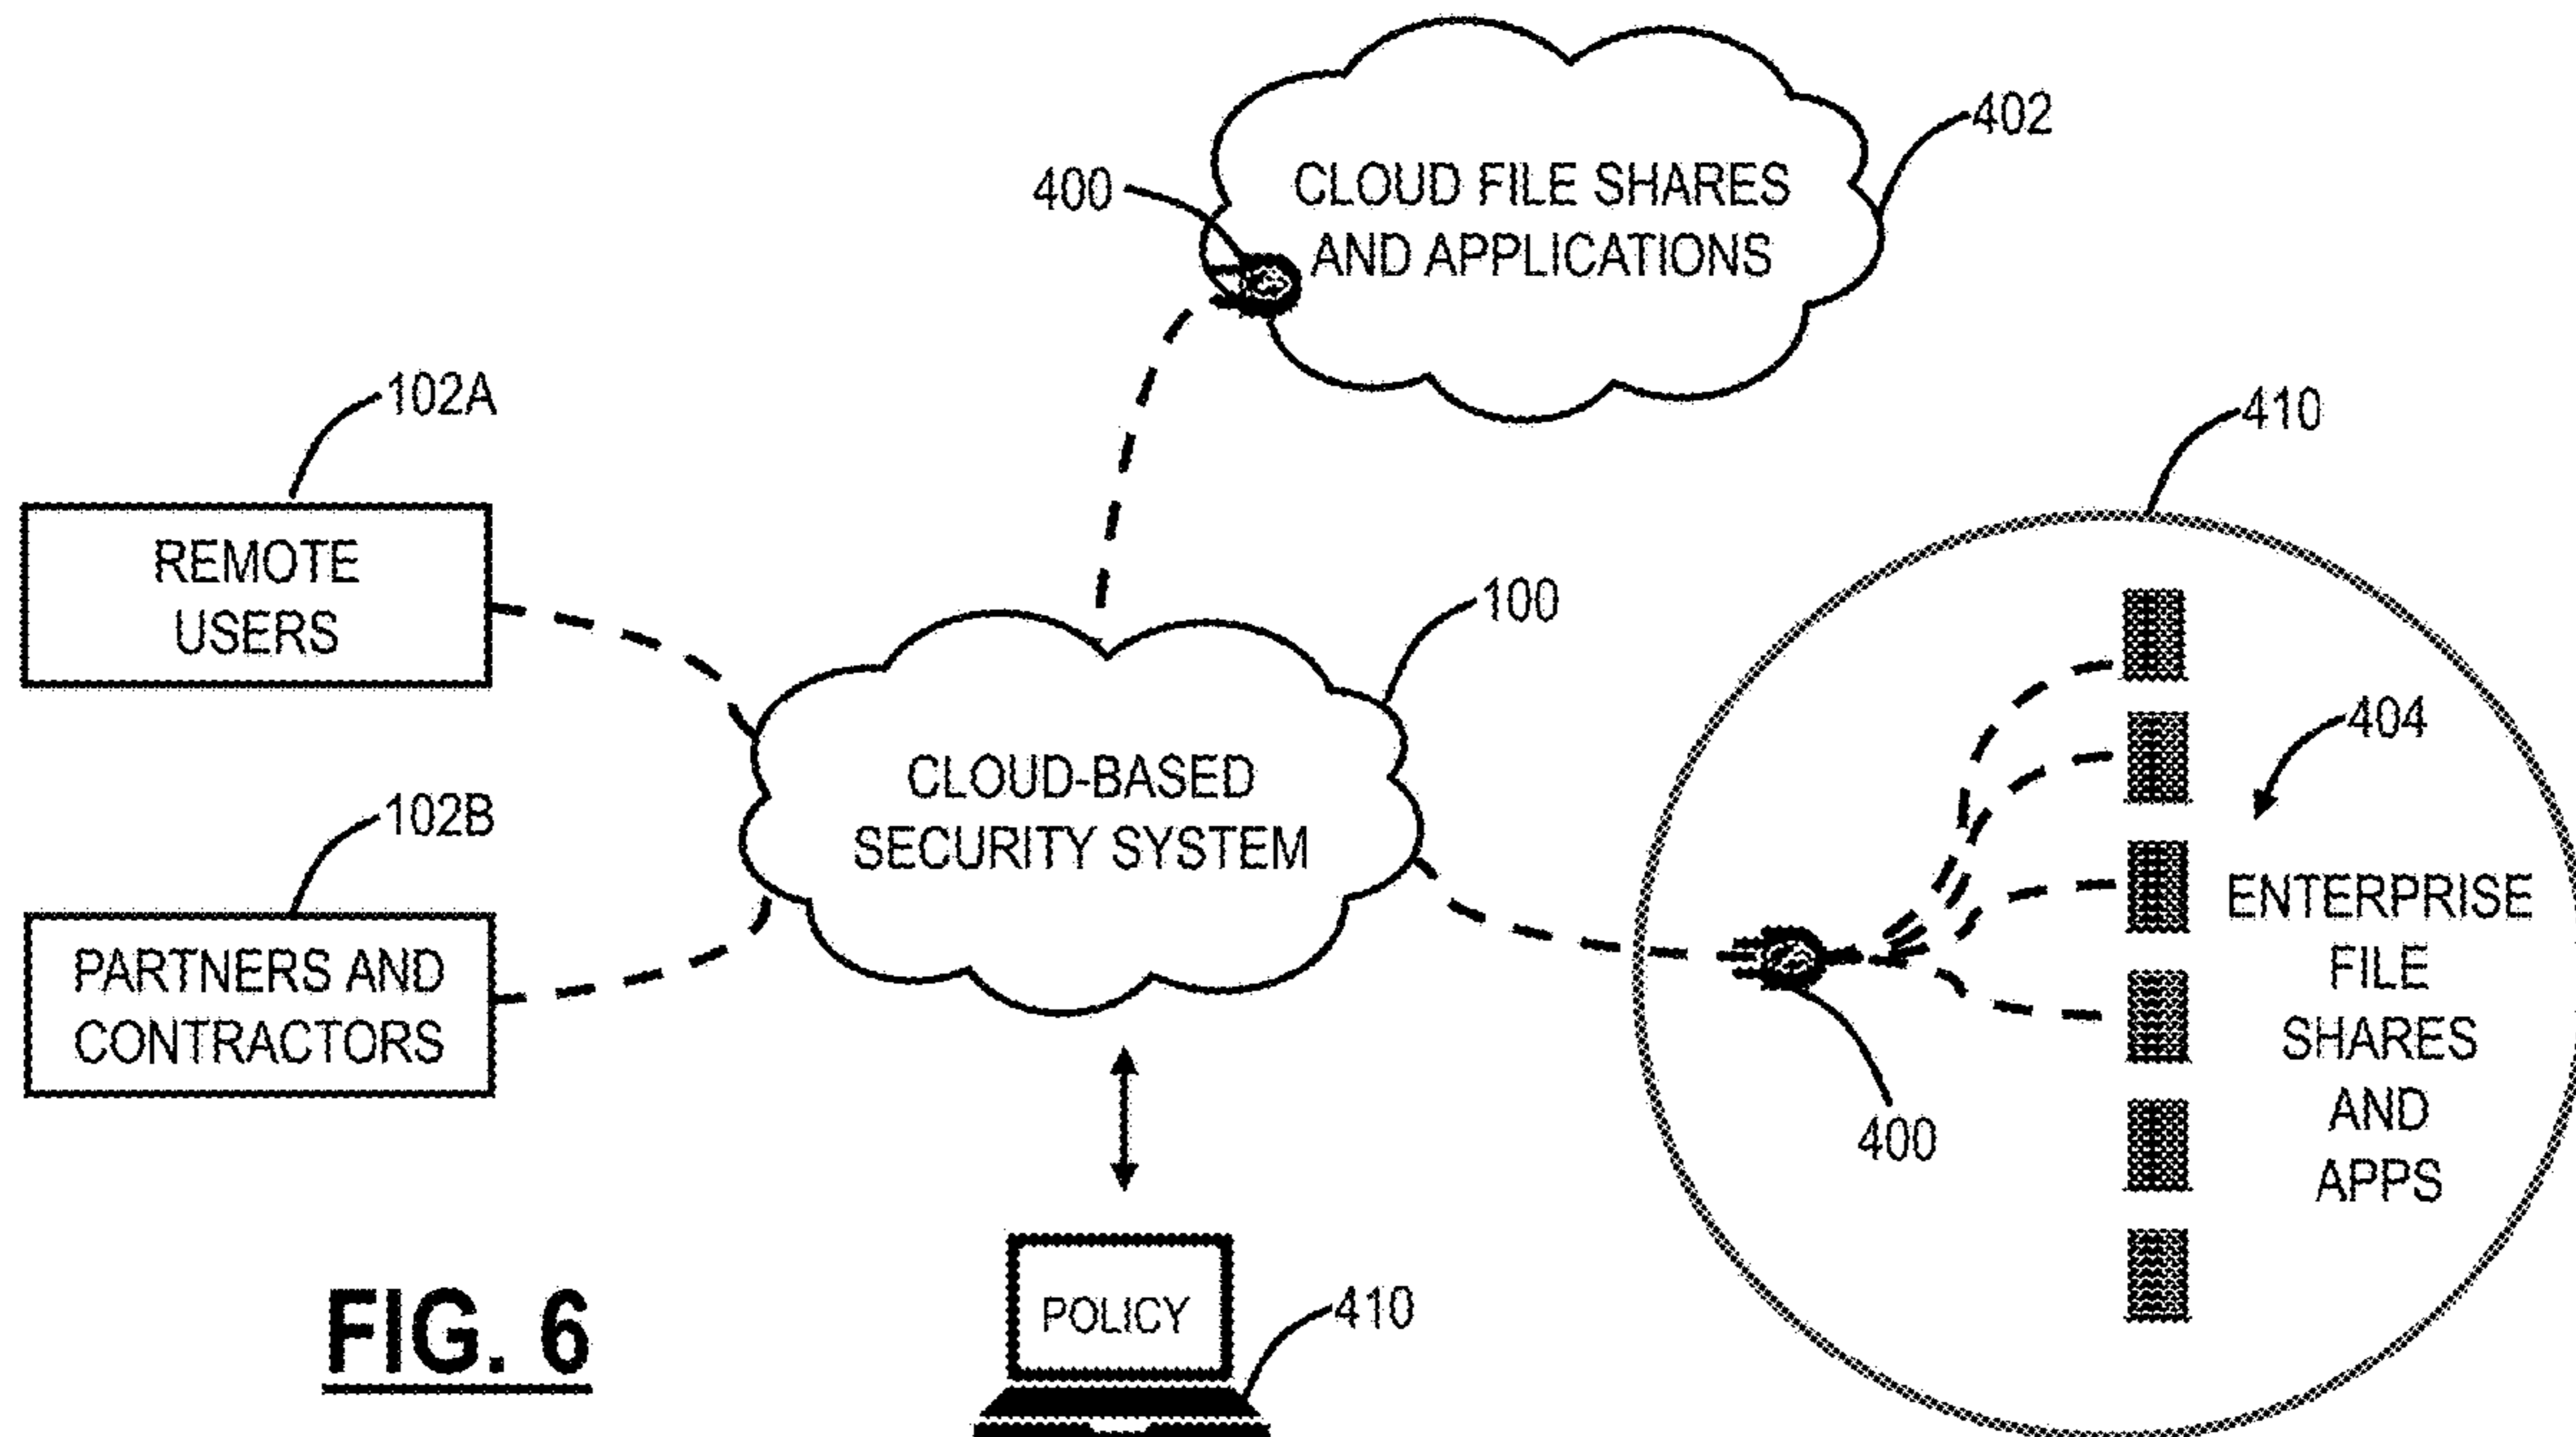 402
400
CLOUD FILE SHARES
AND APPLICATIONS
102A
410
REMOTE
USERS
100
404
CLOUD-BASED
SECURITY SYSTEM
102B
PARTNERS AND
CONTRACTORS
ENTERPRISE
FILE
SHARES
AND
APPS
400
POLICY
410
FIG. 6